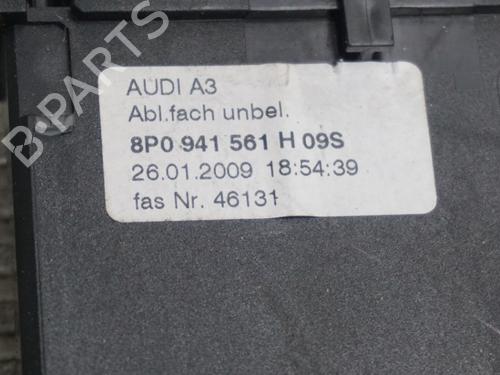 B-PARTS
AUDI A3
Abl.fach unbel.
8P0 941 561 H 09S
26.01.2009 18:54:39
fas Nr. 46131